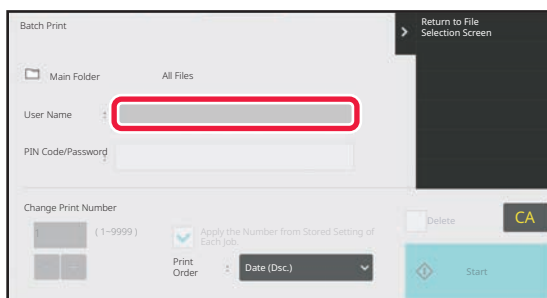 Batch Print
Return to File
Selection Screen
Main Folder
All Files
User Name :
PIN Code/Password :
Change Print Number
1
( 1~9999 )
Apply the Number from Stored Setting of
Each Job.
Print
Order :
Date (Dsc.)
Delete
CA
Start